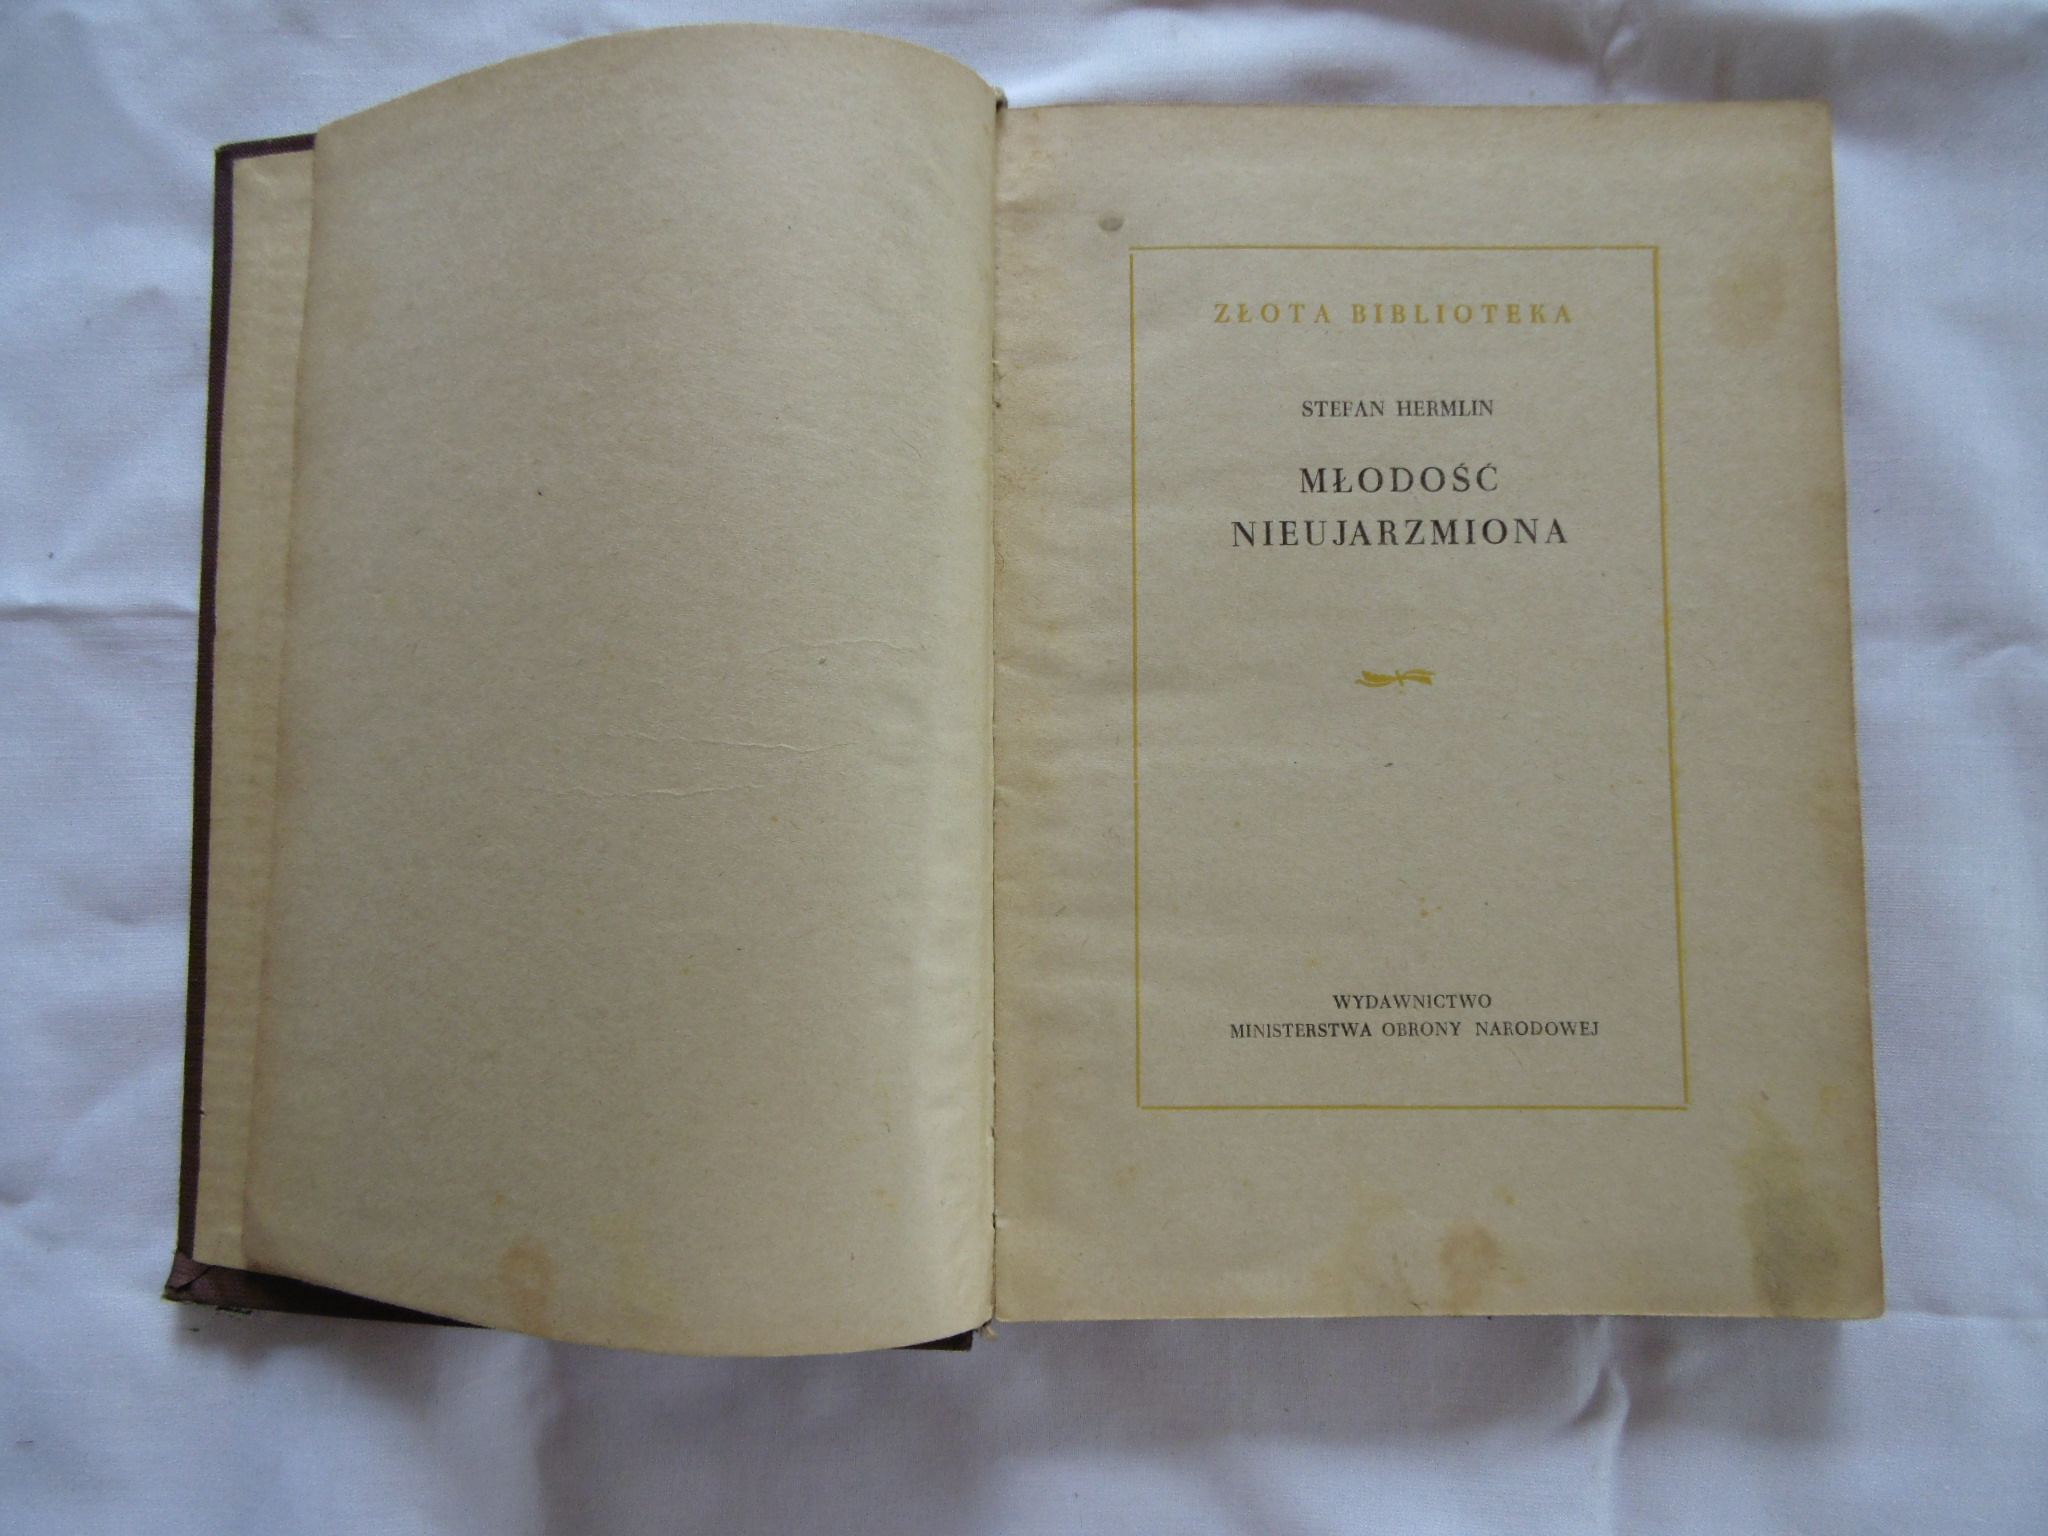 ZŁOTA BIBLIOTEKA
STEFAN HERMLIN
MŁODOŚĆ
NIEUJARZMIONA
WYDAWNICTWO
MINISTERSTWA OBRONY NARODOWEJ